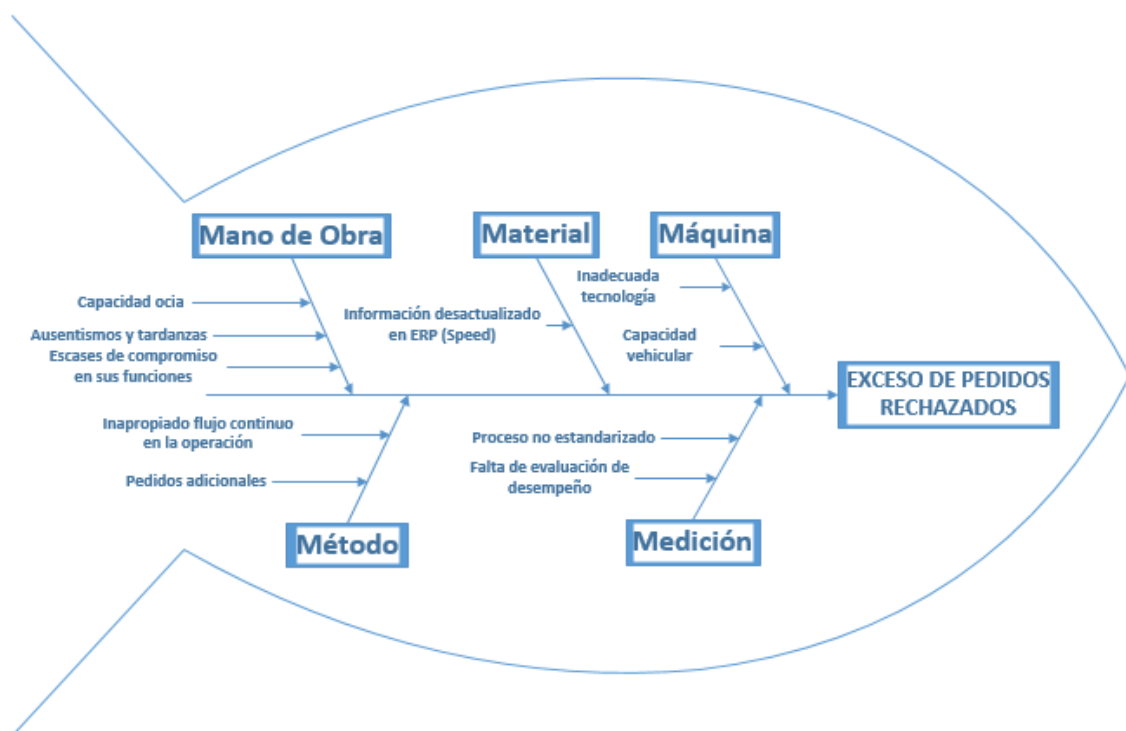 Mano de Obra
Material
Máquina
Capacidad ocia
Ausentismos y tardanzas
Escases de compromiso
en sus funciones
Información desactualizado
en ERP (Speed)
Inadecuada
tecnología
Capacidad
vehicular
EXCESO DE PEDIDOS
RECHAZADOS
Inapropiado flujo continuo
en la operación
Pedidos adicionales
Proceso no estandarizado
Falta de evaluación de
desempeño
Método
Medición